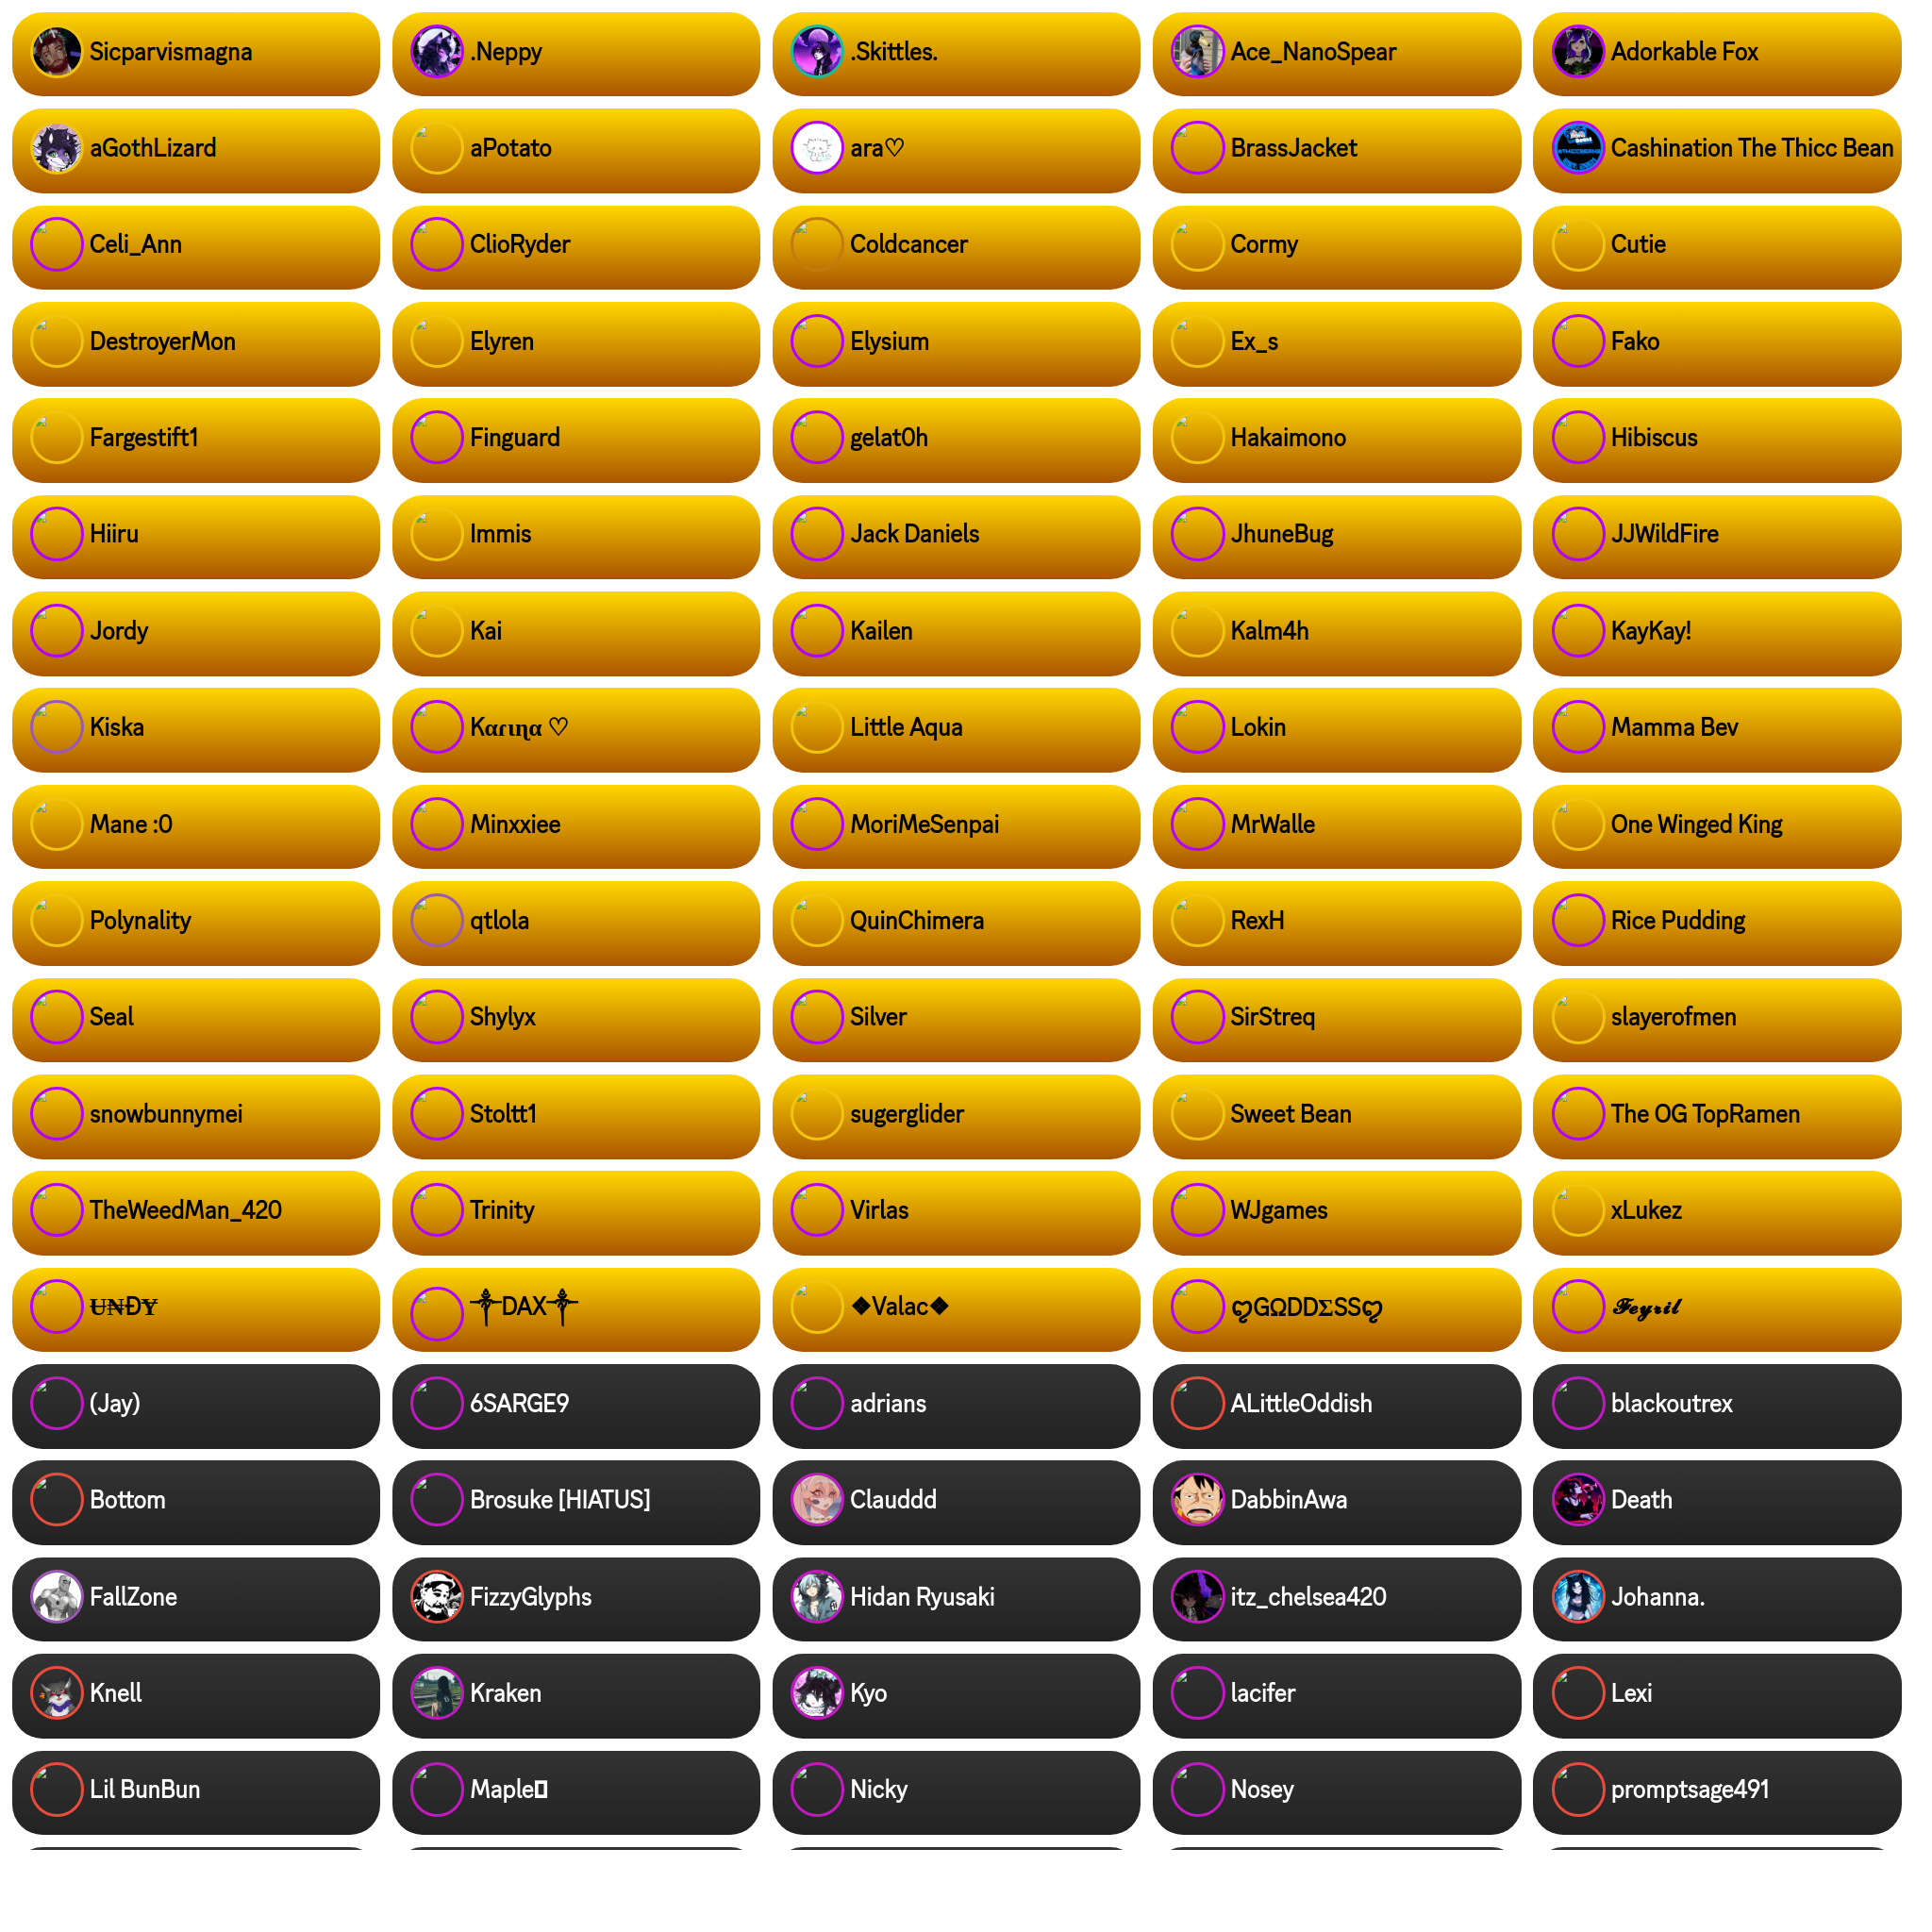 Sicparvismagna
.Neppy
.Skittles.
Ace_NanoSpear
Adorkable Fox
aGothLizard
aPotato
ara♡
BrassJacket
Cashination The Thicc Bean
Celi_Ann
ClioRyder
Coldcancer
Cormy
Cutie
DestroyerMon
Elyren
Elysium
Ex_s
Fako
Fargestift1
Finguard
gelat0h
Hakaimono
Hibiscus
Hiiru
Immis
Jack Daniels
JhuneBug
JJWildFire
Jordy
Kai
Kailen
Kalm4h
KayKay!
Kiska
Kαɾιɳα ♡
Little Aqua
Lokin
Mamma Bev
Mane :0
Minxxiee
MoriMeSenpai
MrWalle
One Winged King
Polynality
qtlola
QuinChimera
RexH
Rice Pudding
Seal
Shylyx
Silver
SirStreq
slayerofmen
snowbunnymei
Stoltt1
sugerglider
Sweet Bean
The OG TopRamen
TheWeedMan_420
Trinity
Virlas
WJgames
xLukez
U̶₦ĐɎ
༒DAX༒
❖Valac❖
ღGΩDDΣSSღ
𝓕𝓮𝔂𝓻𝓲𝓵
(Jay)
6SARGE9
adrians
ALittleOddish
blackoutrex
Bottom
Brosuke [HIATUS]
Clauddd
DabbinAwa
Death
FallZone
FizzyGlyphs
Hidan Ryusaki
itz_chelsea420
Johanna.
Knell
Kraken
Kyo
lacifer
Lexi
Lil BunBun
Maple
Nicky
Nosey
promptsage491